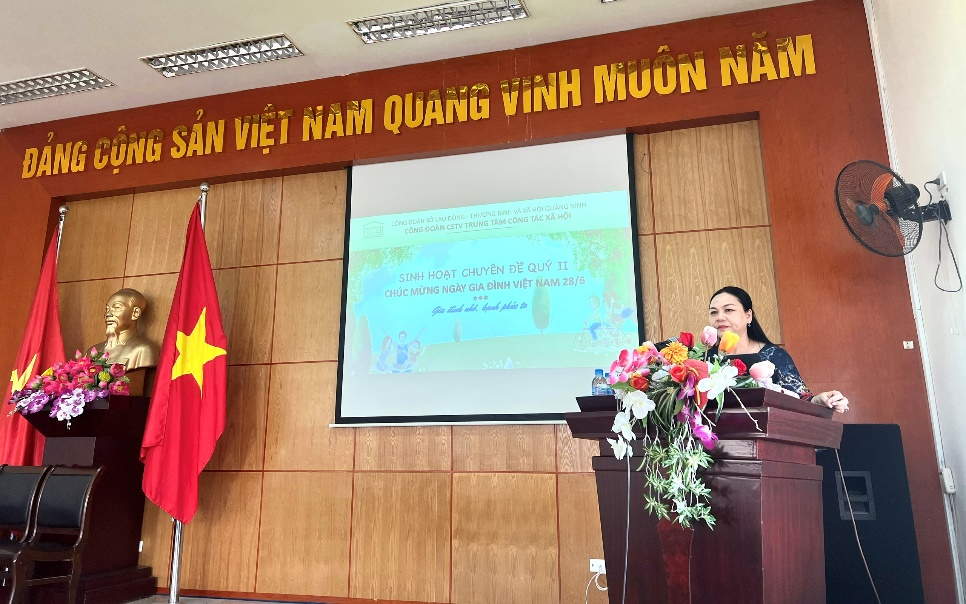 ĐẢNG CỘNG SẢN VIỆT NAM QUANG VINH MUÔN NĂM
CÔNG ĐOÀN SỞ LAO ĐỘNG - THƯƠNG BINH VÀ XÃ HỘI QUẢNG NINH
CÔNG ĐOÀN CSTV TRUNG TÂM CÔNG TÁC XÃ HỘI
SINH HOẠT CHUYÊN ĐỀ QUÝ II
CHÚC MỪNG NGÀY GIA ĐÌNH VIỆT NAM 28/6
***
Gia đình nhỏ, hạnh phúc to